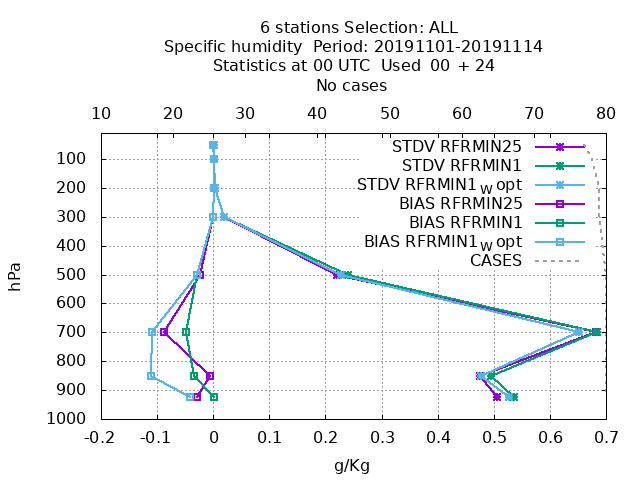 6 stations Selection: ALL
Specific humidity  Period: 20191101-20191114
Statistics at 00 UTC  Used  00 + 24
No cases
10 20 30 40 50 60 70 80
STDV RFRMIN25
STDV RFRMIN1
STDV RFRMIN1w opt
BIAS RFRMIN25
BIAS RFRMIN1
BIAS RFRMIN1w opt
CASES
100
200
300
400
500
600
700
800
900
1000
hPa
-0.2 -0.1 0 0.1 0.2 0.3 0.4 0.5 0.6 0.7
g/Kg